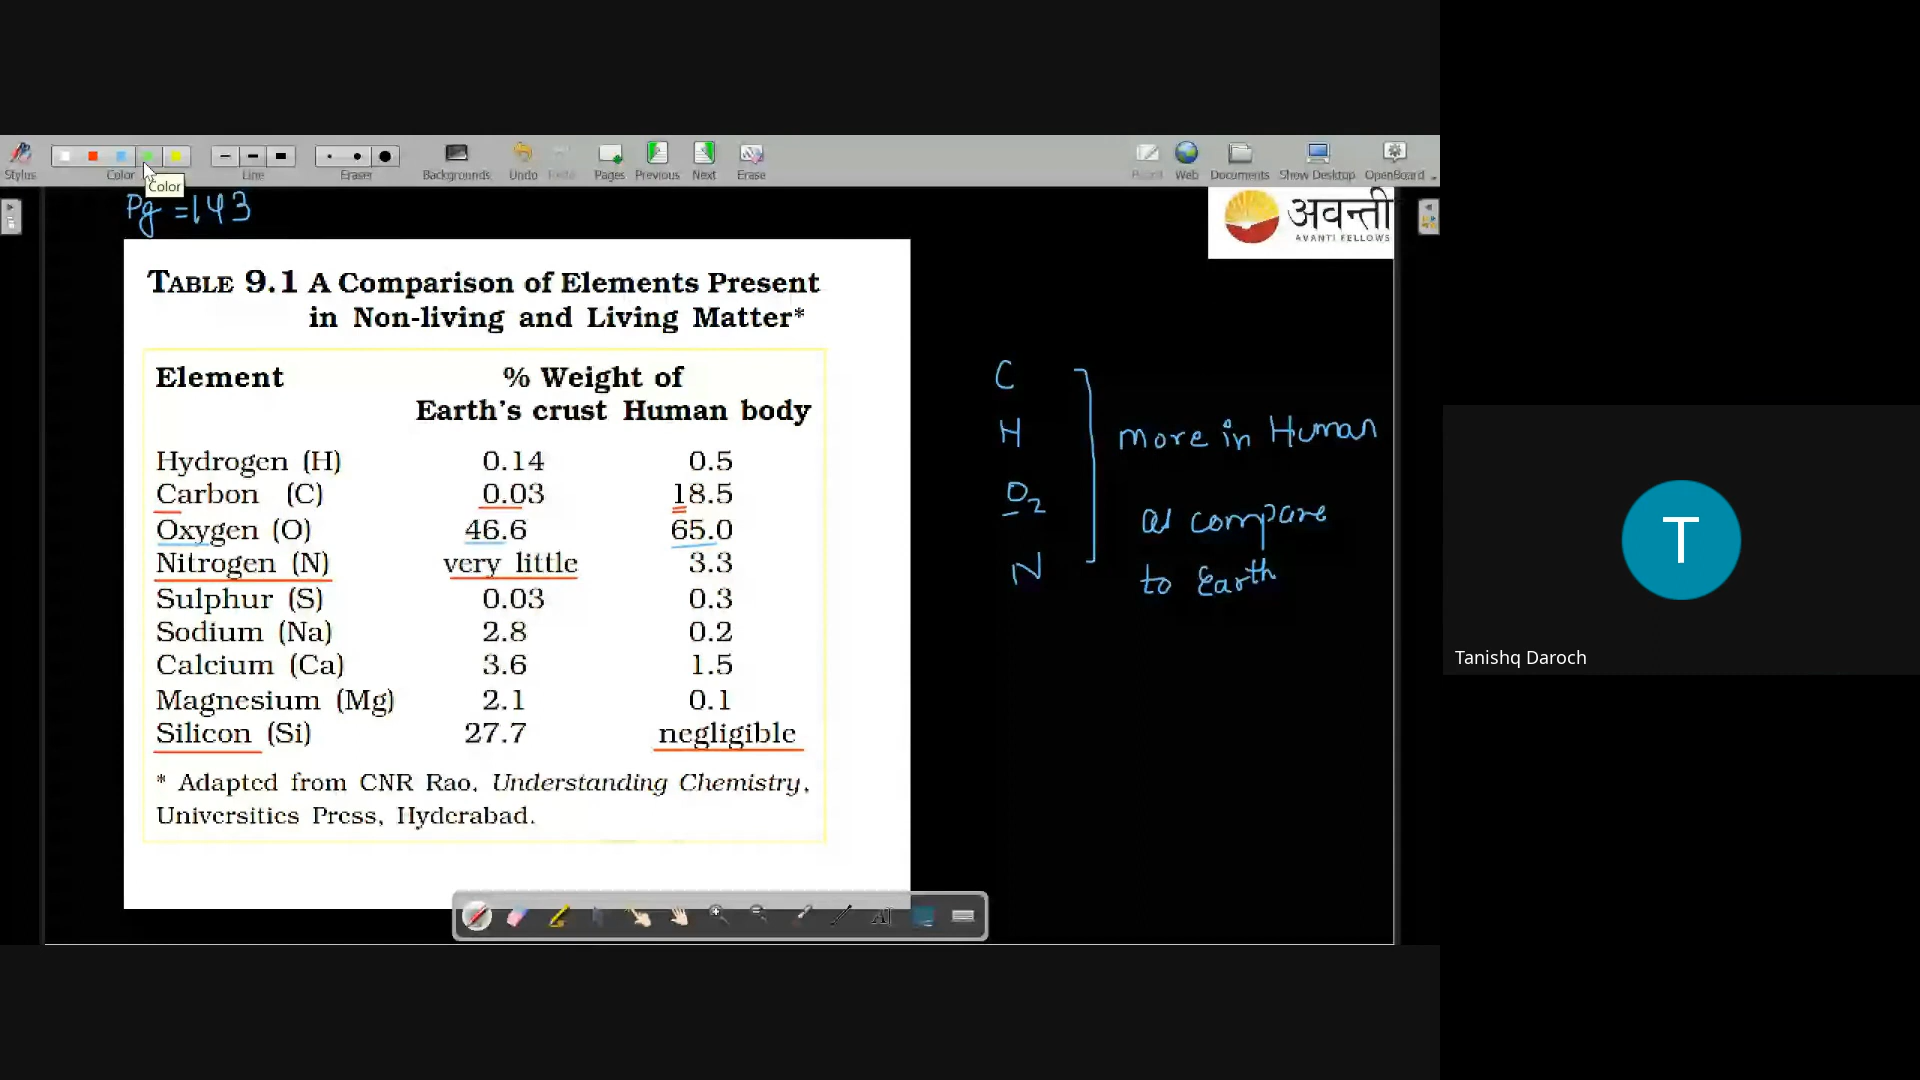 Stylus
Color
Line
Eraser
Backgrounds
Undo
Redo
Pages
Previous
Next
Erase
Board
Web
Documents
Show Desktop
OpenBoard
Color
Pg = 143
अवन्ती
AVANTI FELLOWS
TABLE 9.1 A Comparison of Elements Present
in Non-living and Living Matter*
Element % Weight of
Earth's crust Human body
Hydrogen (H) 0.14 0.5
Carbon (C) 0.03 18.5
Oxygen (O) 46.6 65.0
Nitrogen (N) very little 3.3
Sulphur (S) 0.03 0.3
Sodium (Na) 2.8 0.2
Calcium (Ca) 3.6 1.5
Magnesium (Mg) 2.1 0.1
Silicon (Si) 27.7 negligible
* Adapted from CNR Rao, Understanding Chemistry,
Universities Press, Hyderabad.
C
H
O2
N
more in Human
as compare
to Earth
T
Tanishq Daroch